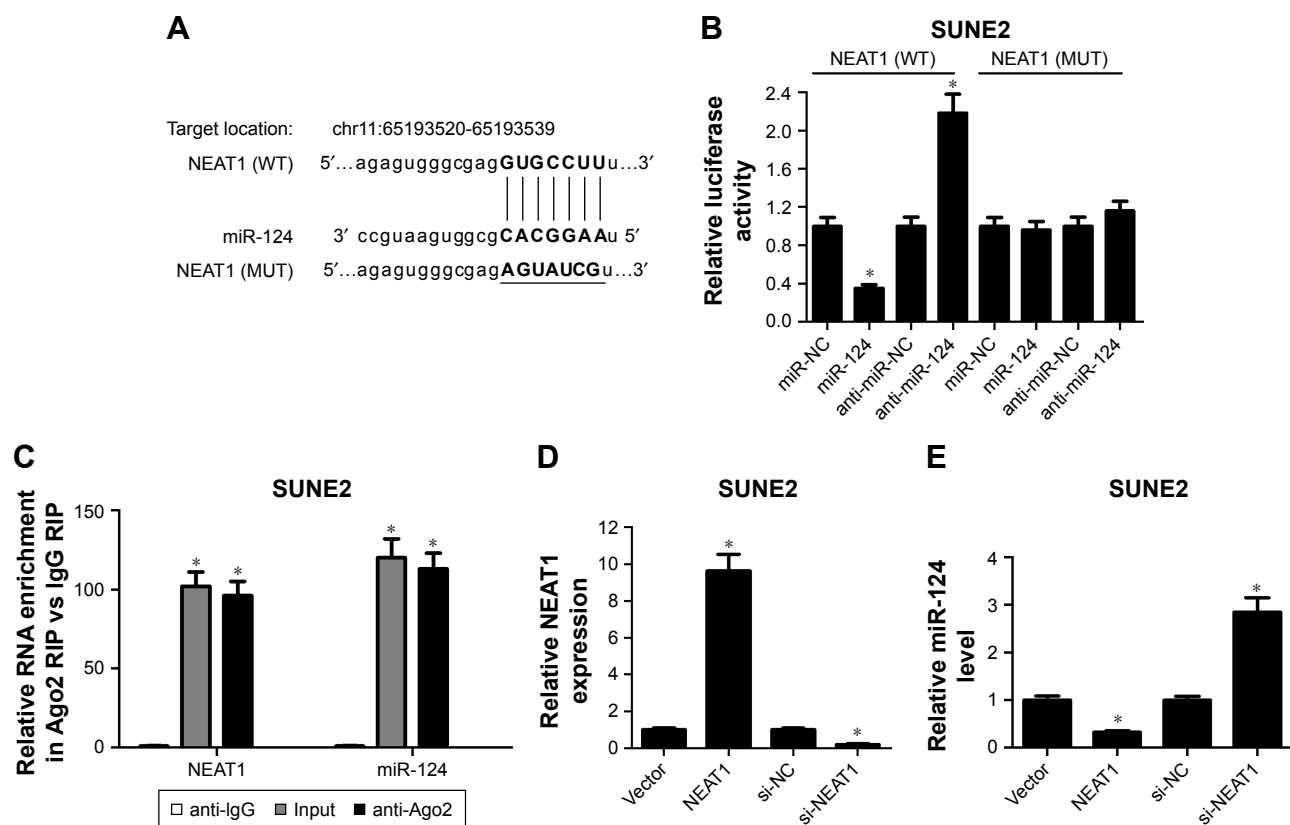 A
Target location: chr11:65193520-65193539
NEAT1 (WT) 5′...agagugggcgagGUGCCUUu...3′
miR-124 3′ ccguaaguggcgCACGGAAu 5′
NEAT1 (MUT) 5′...agagugggcgagAGUAUCGu...3′
B
SUNE2
NEAT1 (WT) NEAT1 (MUT)
Relative luciferase
activity
2.4
2.0
1.6
1.2
0.8
0.4
0.0
* *
miR-NC
miR-124
anti-miR-NC
anti-miR-124
miR-NC
miR-124
anti-miR-NC
anti-miR-124
C
SUNE2
Relative RNA enrichment
in Ago2 RIP vs IgG RIP
150
100
50
0
* * * *
NEAT1 miR-124
anti-IgG Input anti-Ago2
D
SUNE2
Relative NEAT1
expression
12
10
8
6
4
2
0
* *
Vector
NEAT1
si-NC
si-NEAT1
E
SUNE2
Relative miR-124
level
4
3
2
1
0
* *
Vector
NEAT1
si-NC
si-NEAT1